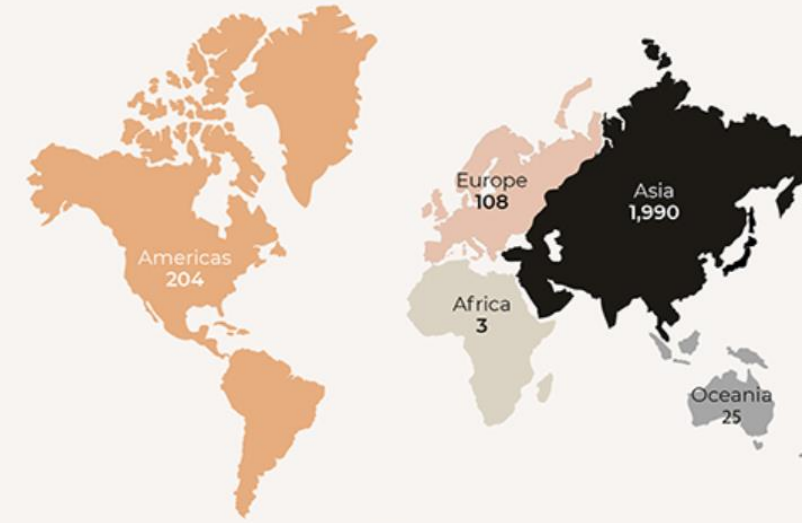 Americas
204
Europe
108
Asia
1,990
Africa
3
Oceania
25